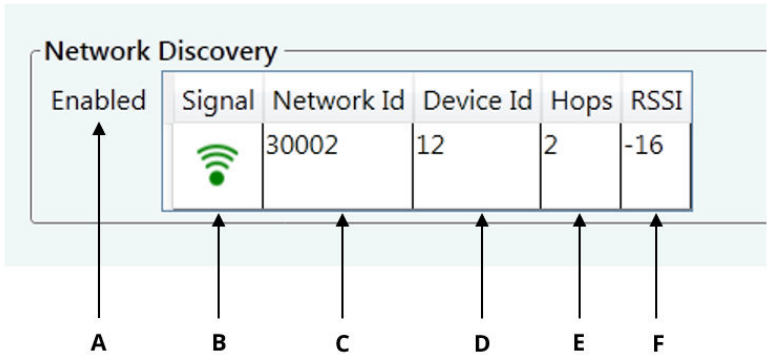 Network Discovery
Enabled Signal Network Id Device Id Hops RSSI
30002 12 2 -16
A B C D E F